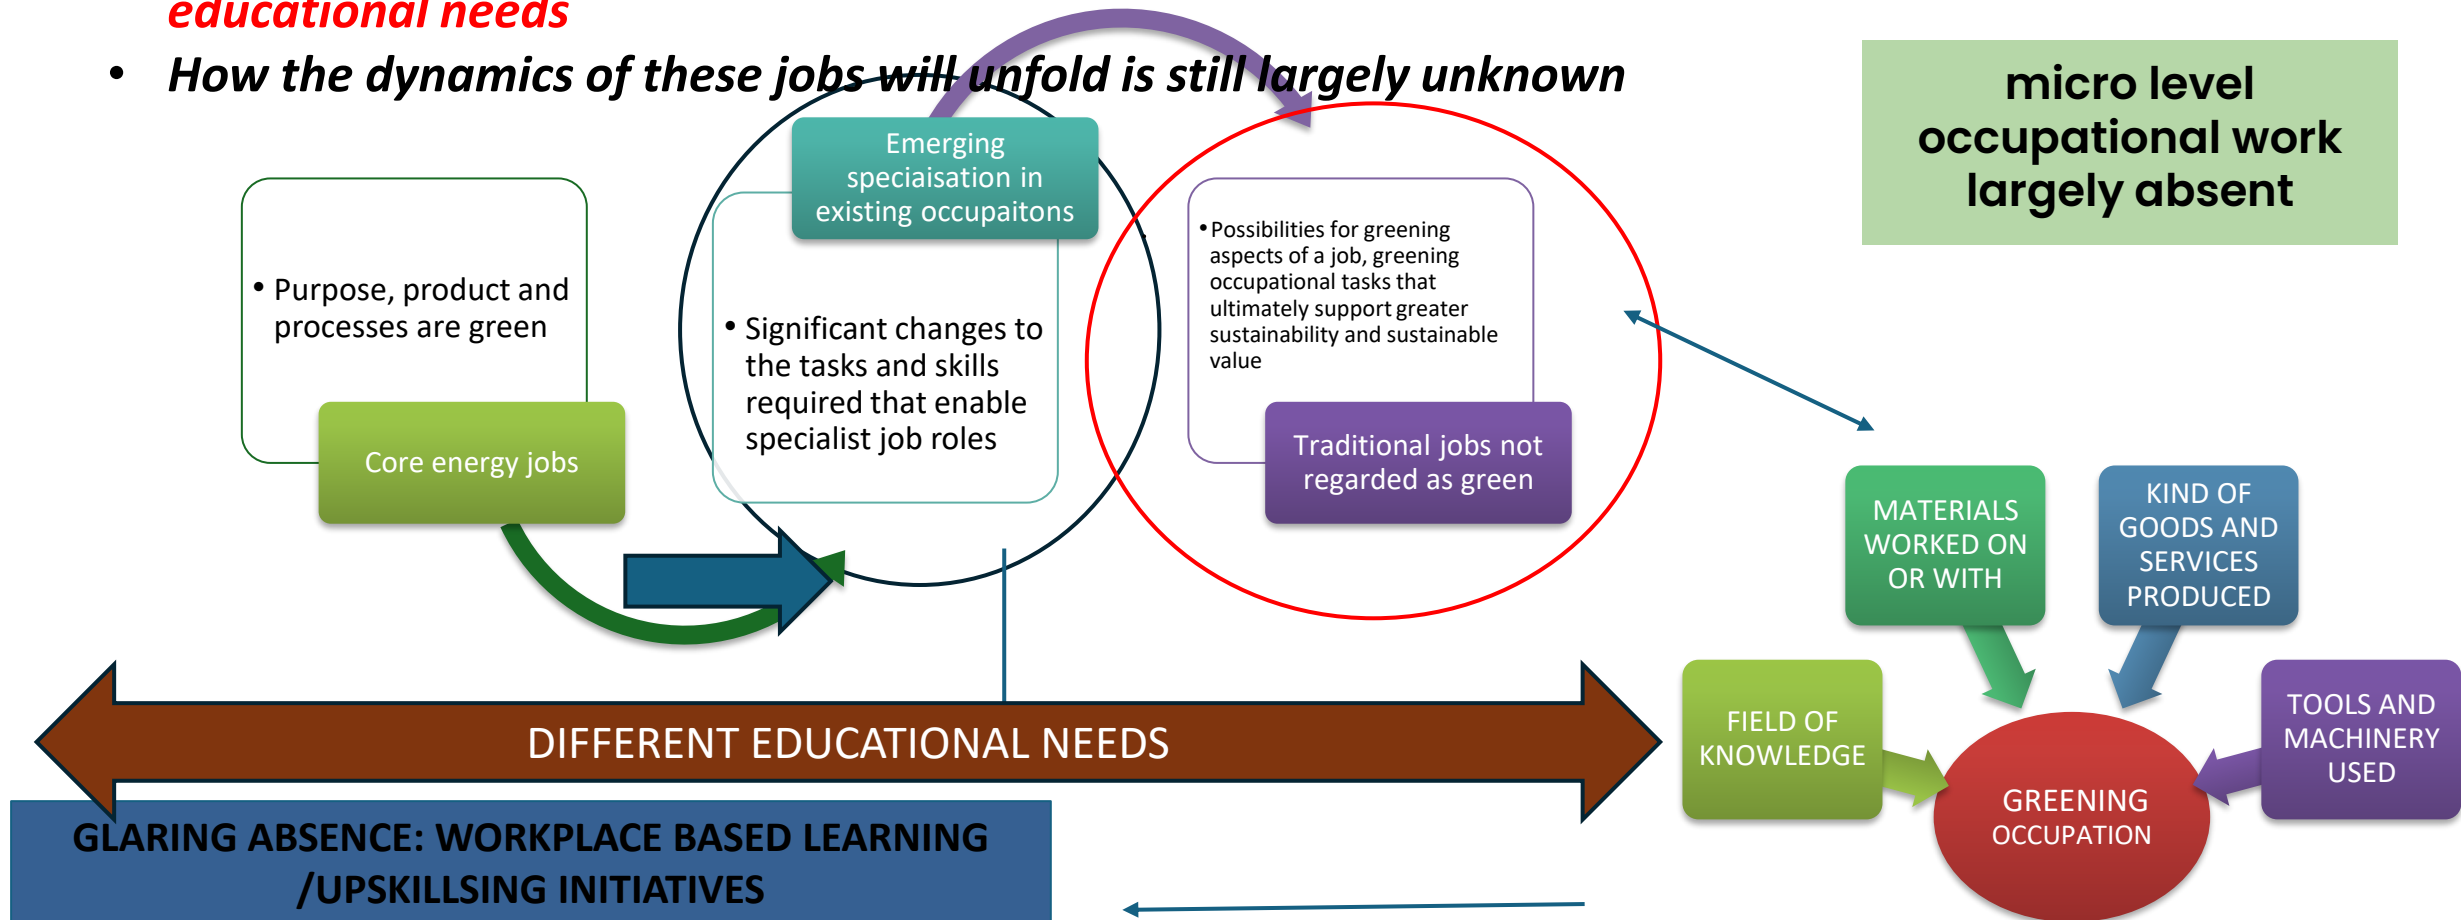 educational needs
• How the dynamics of these jobs will unfold is still largely unknown
micro level
occupational work
largely absent
Emerging
speciaisation in
existing occupaitons
• Purpose, product and
processes are green
Core energy jobs
• Significant changes to
the tasks and skills
required that enable
specialist job roles
• Possibilities for greening
aspects of a job, greening
occupational tasks that
ultimately support greater
sustainability and sustainable
value
Traditional jobs not
regarded as green
MATERIALS
WORKED ON
OR WITH
KIND OF
GOODS AND
SERVICES
PRODUCED
FIELD OF
KNOWLEDGE
TOOLS AND
MACHINERY
USED
GREENING
OCCUPATION
DIFFERENT EDUCATIONAL NEEDS
GLARING ABSENCE: WORKPLACE BASED LEARNING
/UPSKILLSING INITIATIVES